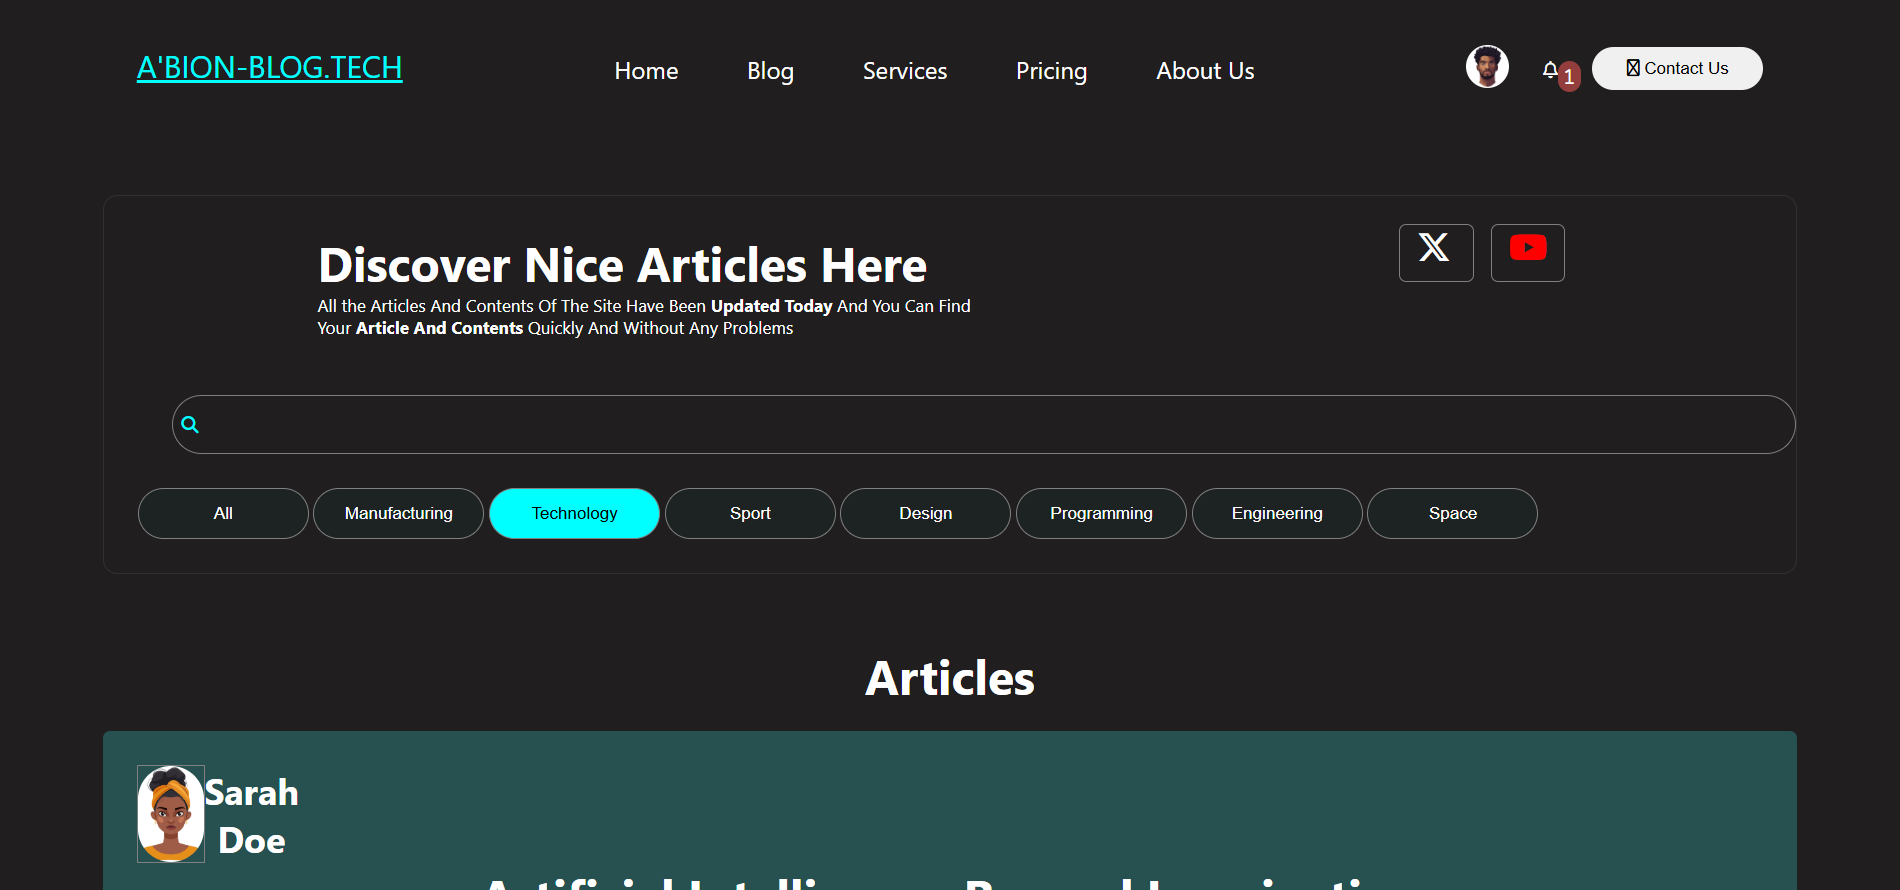 A'BION-BLOG.TECH
Home Blog Services Pricing About Us
1
Contact Us
Discover Nice Articles Here
All the Articles And Contents Of The Site Have Been Updated Today And You Can Find
Your Article And Contents Quickly And Without Any Problems
All Manufacturing Technology Sport Design Programming Engineering Space
Articles
Sarah
Doe